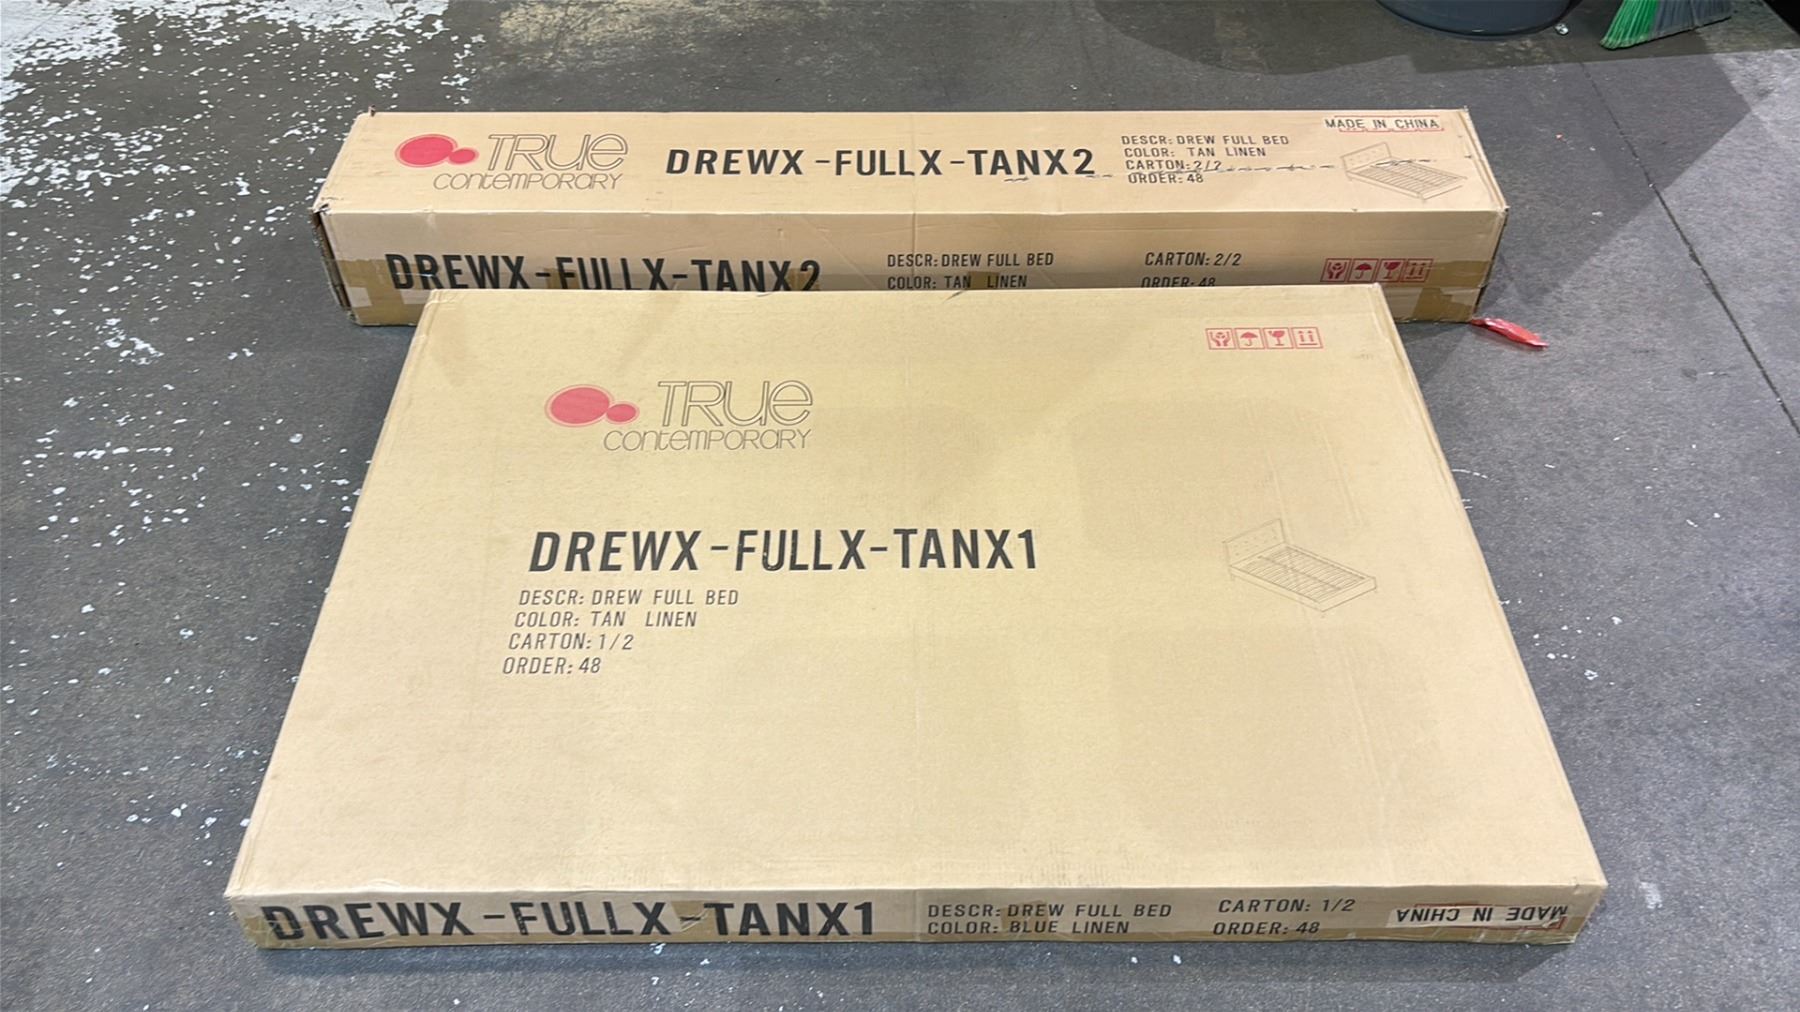 TRUE
CONTEMPORARY
DREWX-FULLX-TANX2
DESCR: DREW FULL BED
COLOR: TAN LINEN
CARTON: 2/2
ORDER: 48
MADE IN CHINA
DREWX-FULLX-TANX2
DESCR: DREW FULL BED
COLOR: TAN LINEN
CARTON: 2/2
ORDER: 48
TRUE
CONTEMPORARY
DREWX-FULLX-TANX1
DESCR: DREW FULL BED
COLOR: TAN LINEN
CARTON: 1/2
ORDER: 48
DREWX-FULLX-TANX1
DESCR: DREW FULL BED
COLOR: BLUE LINEN
CARTON: 1/2
ORDER: 48
MADE IN CHINA